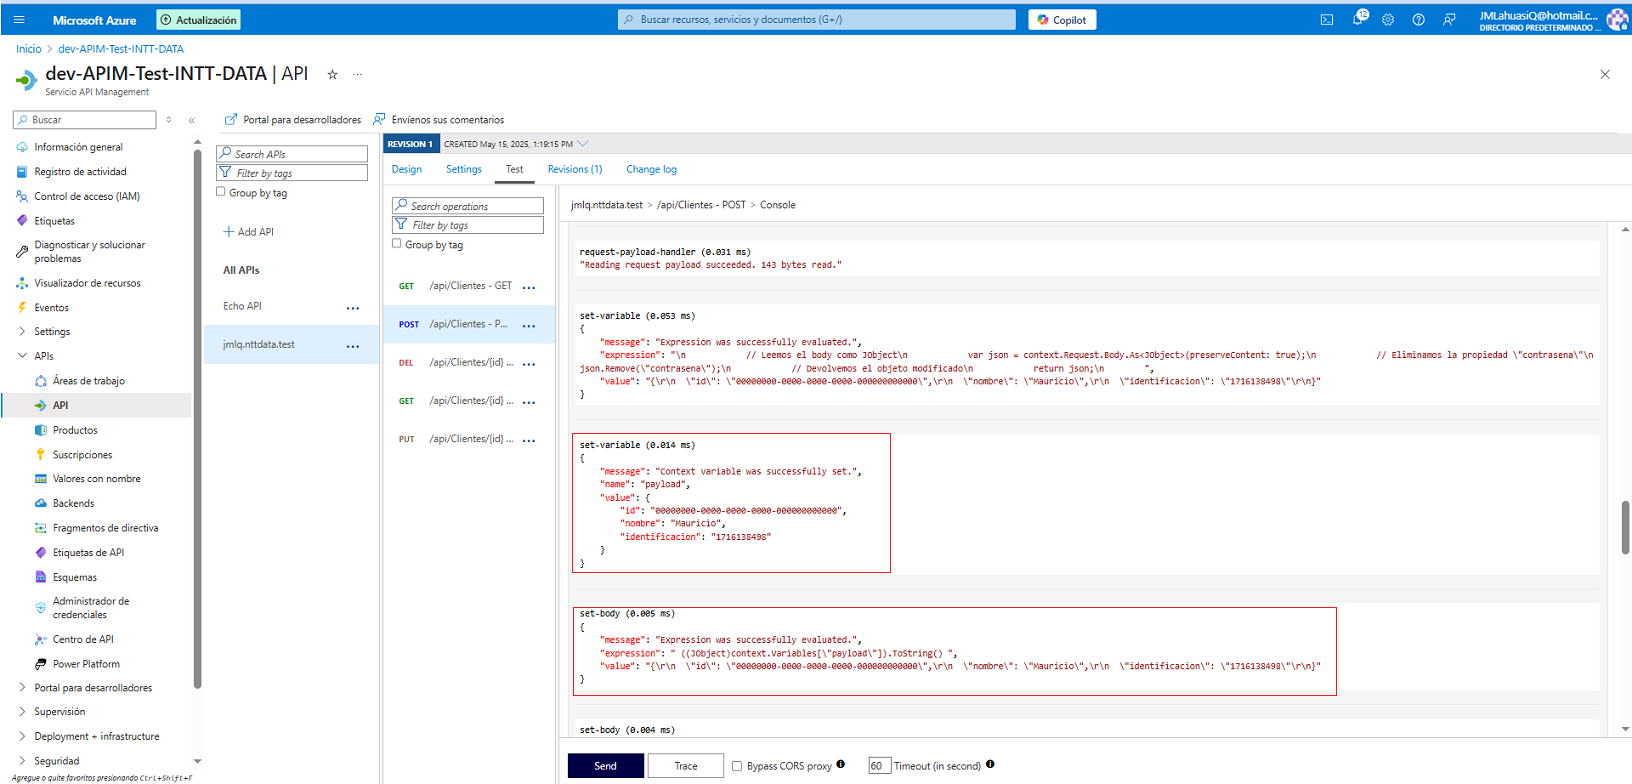 Microsoft Azure
Actualización
Buscar recursos, servicios y documentos (G+/)
Copilot
12
JMLahuasiQ@hotmail.c...
DIRECTORIO PREDETERMINADO ...
Inicio > dev-APIM-Test-INTT-DATA
dev-APIM-Test-INTT-DATA | API
Servicio API Management
Buscar
Información general
Registro de actividad
Control de acceso (IAM)
Etiquetas
Diagnosticar y solucionar
problemas
Visualizador de recursos
Eventos
Settings
APIs
Áreas de trabajo
API
Productos
Suscripciones
Valores con nombre
Backends
Fragmentos de directiva
Etiquetas de API
Esquemas
Administrador de
credenciales
Centro de API
Power Platform
Portal para desarrolladores
Supervisión
Deployment + infrastructure
Seguridad
Agregue o quite favoritos presionando Ctrl+Shift+F
Portal para desarrolladores
Envíenos sus comentarios
Search APIs
Filter by tags
Group by tag
+ Add API
All APIs
Echo API ...
jmlq.nttdata.test ...
REVISION 1
CREATED May 15, 2025, 1:19:15 PM
Design Settings Test Revisions (1) Change log
Search operations
Filter by tags
Group by tag
GET /api/Clientes - GET ...
POST /api/Clientes - P... ...
DEL /api/Clientes/{id} ... ...
GET /api/Clientes/{id} ... ...
PUT /api/Clientes/{id} ... ...
jmlq.nttdata.test > /api/Clientes - POST > Console
request-payload-handler (0.031 ms)
"Reading request payload succeeded. 143 bytes read."
set-variable (0.053 ms)
{
"message": "Expression was successfully evaluated.",
"expression": "\n // Leemos el body como JObject\n var json = context.Request.Body.As<JObject>(preserveContent: true);\n // Eliminamos la propiedad \"contrasena\"\n
json.Remove(\"contrasena\");\n // Devolvemos el objeto modificado\n return json;\n ",
"value": "{\r\n \"id\": \"00000000-0000-0000-0000-000000000000\",\r\n \"nombre\": \"Mauricio\",\r\n \"identificacion\": \"1716138498\"\r\n}"
}
set-variable (0.014 ms)
{
"message": "Context variable was successfully set.",
"name": "payload",
"value": {
"id": "00000000-0000-0000-0000-000000000000",
"nombre": "Mauricio",
"identificacion": "1716138498"
}
}
set-body (0.005 ms)
{
"message": "Expression was successfully evaluated.",
"expression": " ((JObject)context.Variables[\"payload\"]).ToString() ",
"value": "{\r\n \"id\": \"00000000-0000-0000-0000-000000000000\",\r\n \"nombre\": \"Mauricio\",\r\n \"identificacion\": \"1716138498\"\r\n}"
}
set-body (0.004 ms)
Send
Trace
Bypass CORS proxy
60 Timeout (in second)